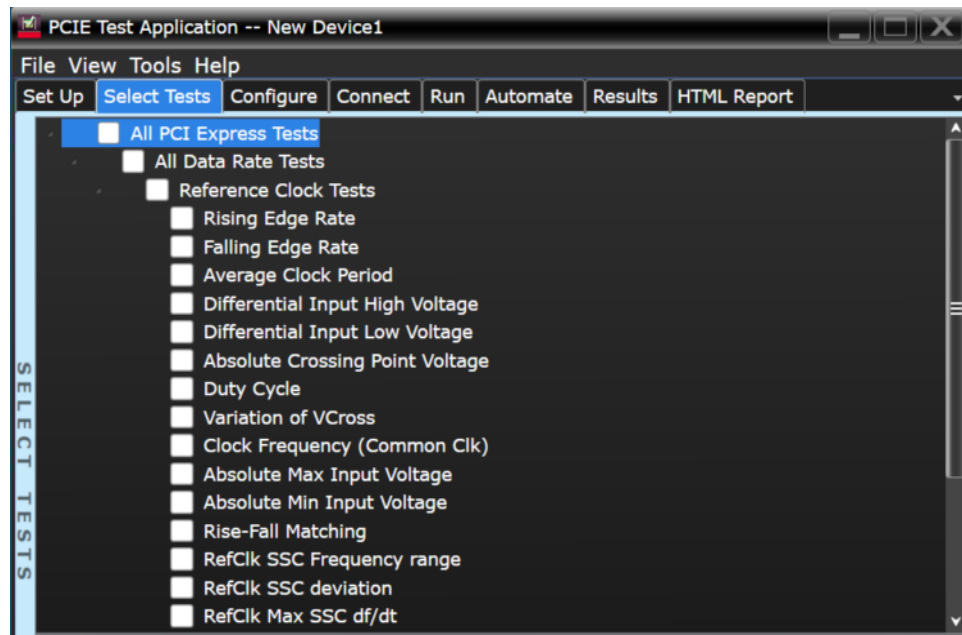 PCIE Test Application -- New Device1
File View Tools Help
Set Up Select Tests Configure Connect Run Automate Results HTML Report
All PCI Express Tests
All Data Rate Tests
Reference Clock Tests
Rising Edge Rate
Falling Edge Rate
Average Clock Period
Differential Input High Voltage
Differential Input Low Voltage
Absolute Crossing Point Voltage
Duty Cycle
Variation of VCross
Clock Frequency (Common Clk)
Absolute Max Input Voltage
Absolute Min Input Voltage
Rise-Fall Matching
RefClk SSC Frequency range
RefClk SSC deviation
RefClk Max SSC df/dt
SELECT TESTS